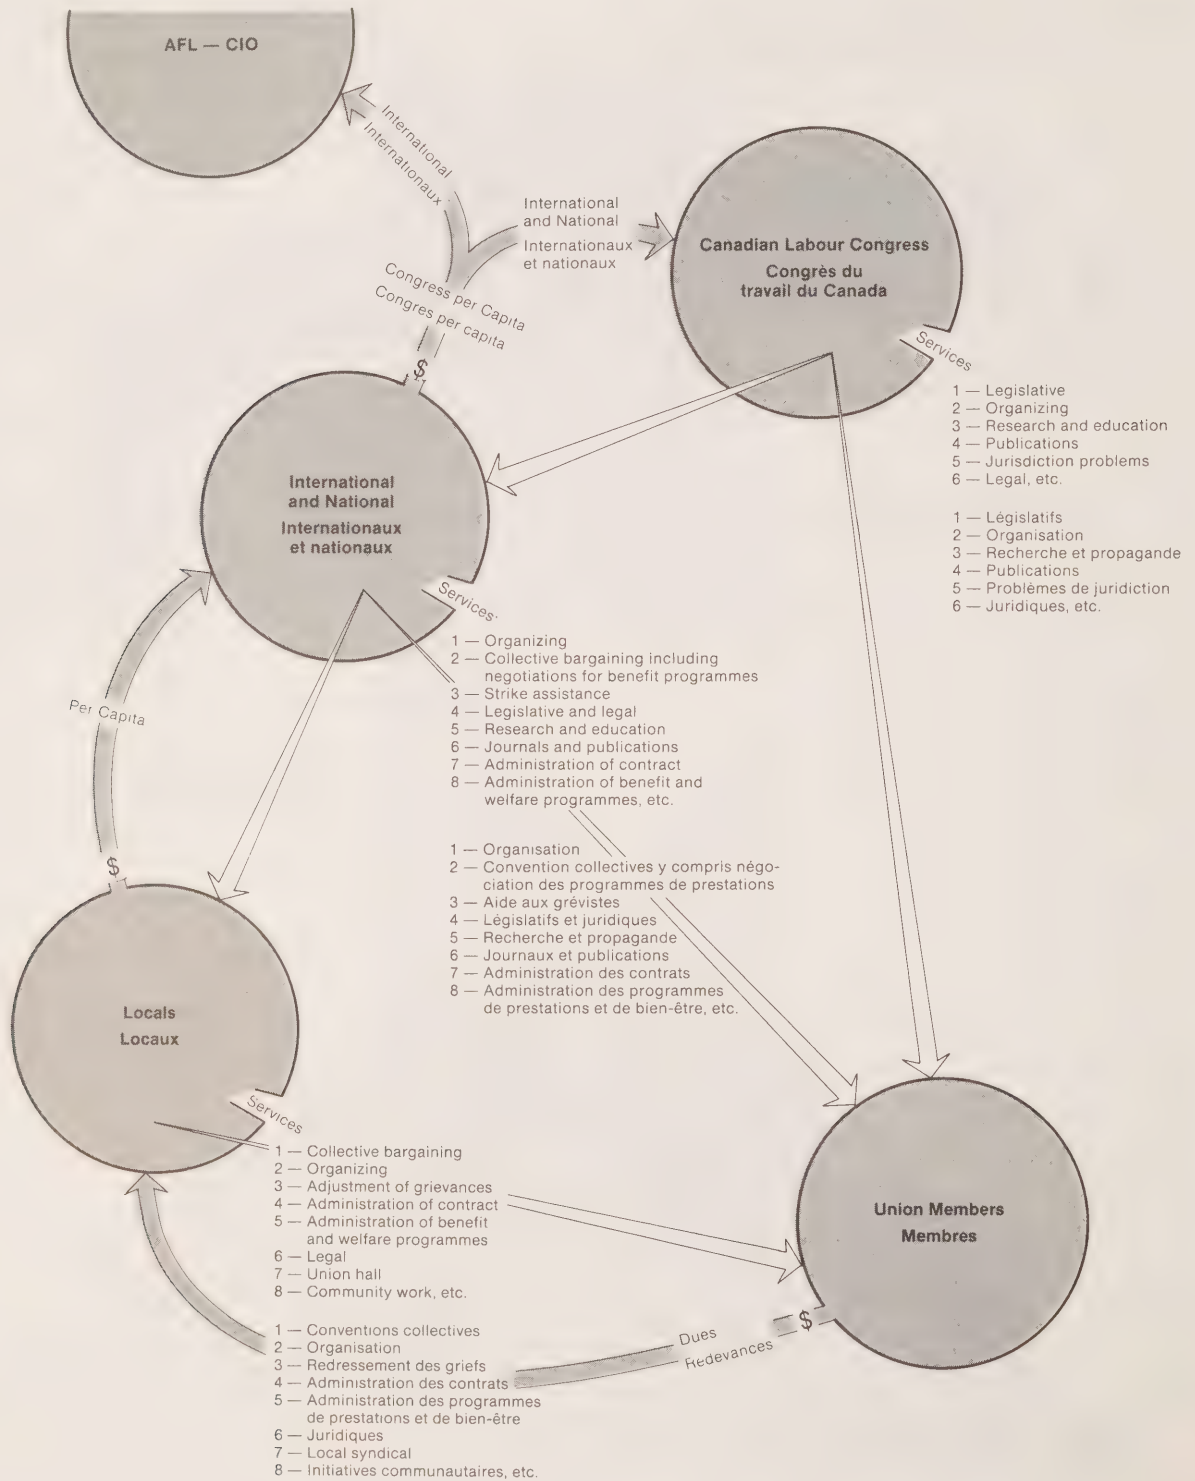 AFL — CIO
International
Internationaux
International
and National
Internationaux
et nationaux
Canadian Labour Congress
Congrès du
travail du Canada
Congress per Capita
Congres per capita
$
Services
1 — Legislative
2 — Organizing
3 — Research and education
4 — Publications
5 — Jurisdiction problems
6 — Legal, etc.
1 — Législatifs
2 — Organisation
3 — Recherche et propagande
4 — Publications
5 — Problèmes de juridiction
6 — Juridiques, etc.
International
and National
Internationaux
et nationaux
Services
1 — Organizing
2 — Collective bargaining including
negotiations for benefit programmes
3 — Strike assistance
4 — Legislative and legal
5 — Research and education
6 — Journals and publications
7 — Administration of contract
8 — Administration of benefit and
welfare programmes, etc.
1 — Organisation
2 — Convention collectives y compris négo-
ciation des programmes de prestations
3 — Aide aux grévistes
4 — Législatifs et juridiques
5 — Recherche et propagande
6 — Journaux et publications
7 — Administration des contrats
8 — Administration des programmes
de prestations et de bien-être, etc.
Per Capita
$
Locals
Locaux
Services
1 — Collective bargaining
2 — Organizing
3 — Adjustment of grievances
4 — Administration of contract
5 — Administration of benefit
and welfare programmes
6 — Legal
7 — Union hall
8 — Community work, etc.
1 — Conventions collectives
2 — Organisation
3 — Redressement des griefs
4 — Administration des contrats
5 — Administration des programmes
de prestations et de bien-être
6 — Juridiques
7 — Local syndical
8 — Initiatives communautaires, etc.
Union Members
Membres
$
Dues
Redevances